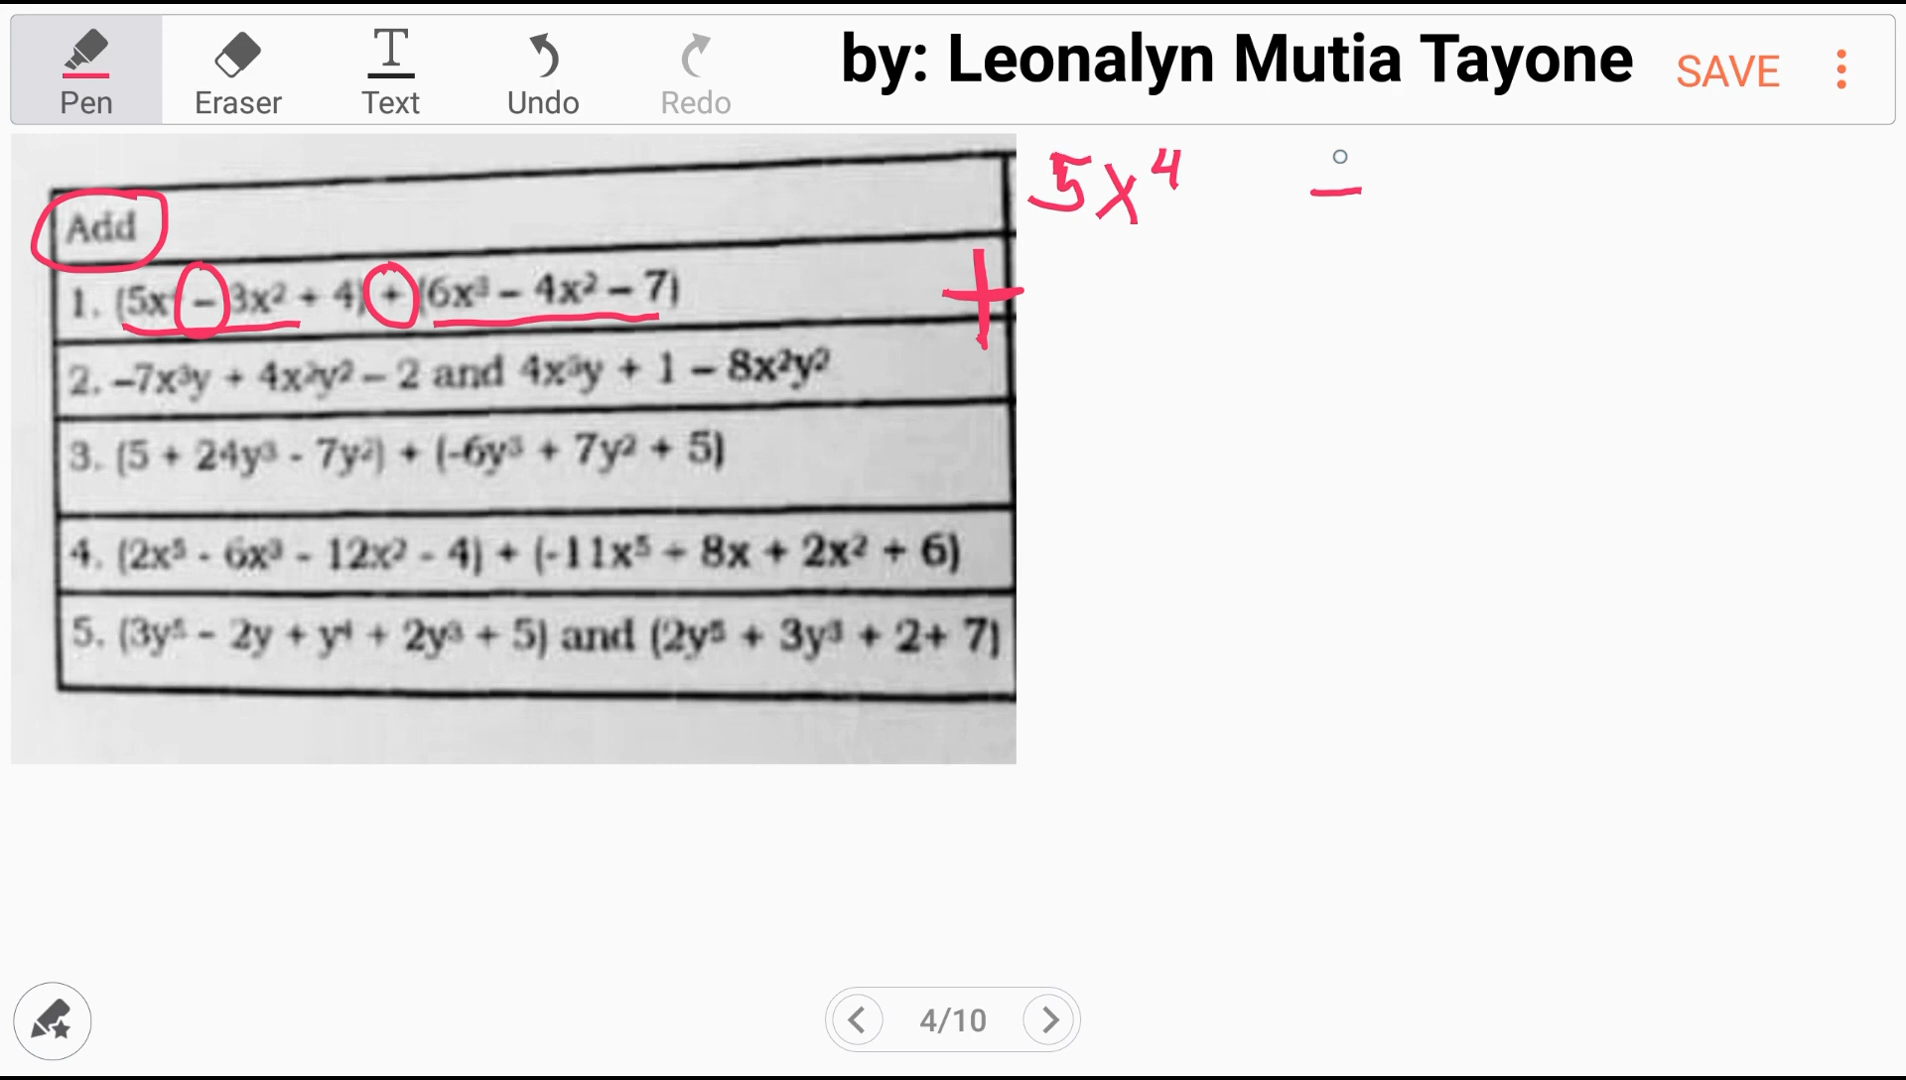 Pen Eraser Text Undo Redo by: Leonalyn Mutia Tayone SAVE
5x⁴ –
Add
1. (5x⁴ – 3x² + 4) + (6x³ – 4x² – 7)
+
2. –7x³y + 4x²y² – 2 and 4x³y + 1 – 8x²y²
3. (5 + 24y³ - 7y²) + (-6y³ + 7y² + 5)
4. (2x⁵ - 6x³ - 12x² - 4) + (-11x⁵ + 8x + 2x² + 6)
5. (3y⁵ – 2y + y⁴ + 2y³ + 5) and (2y⁵ + 3y³ + 2+ 7)
4/10